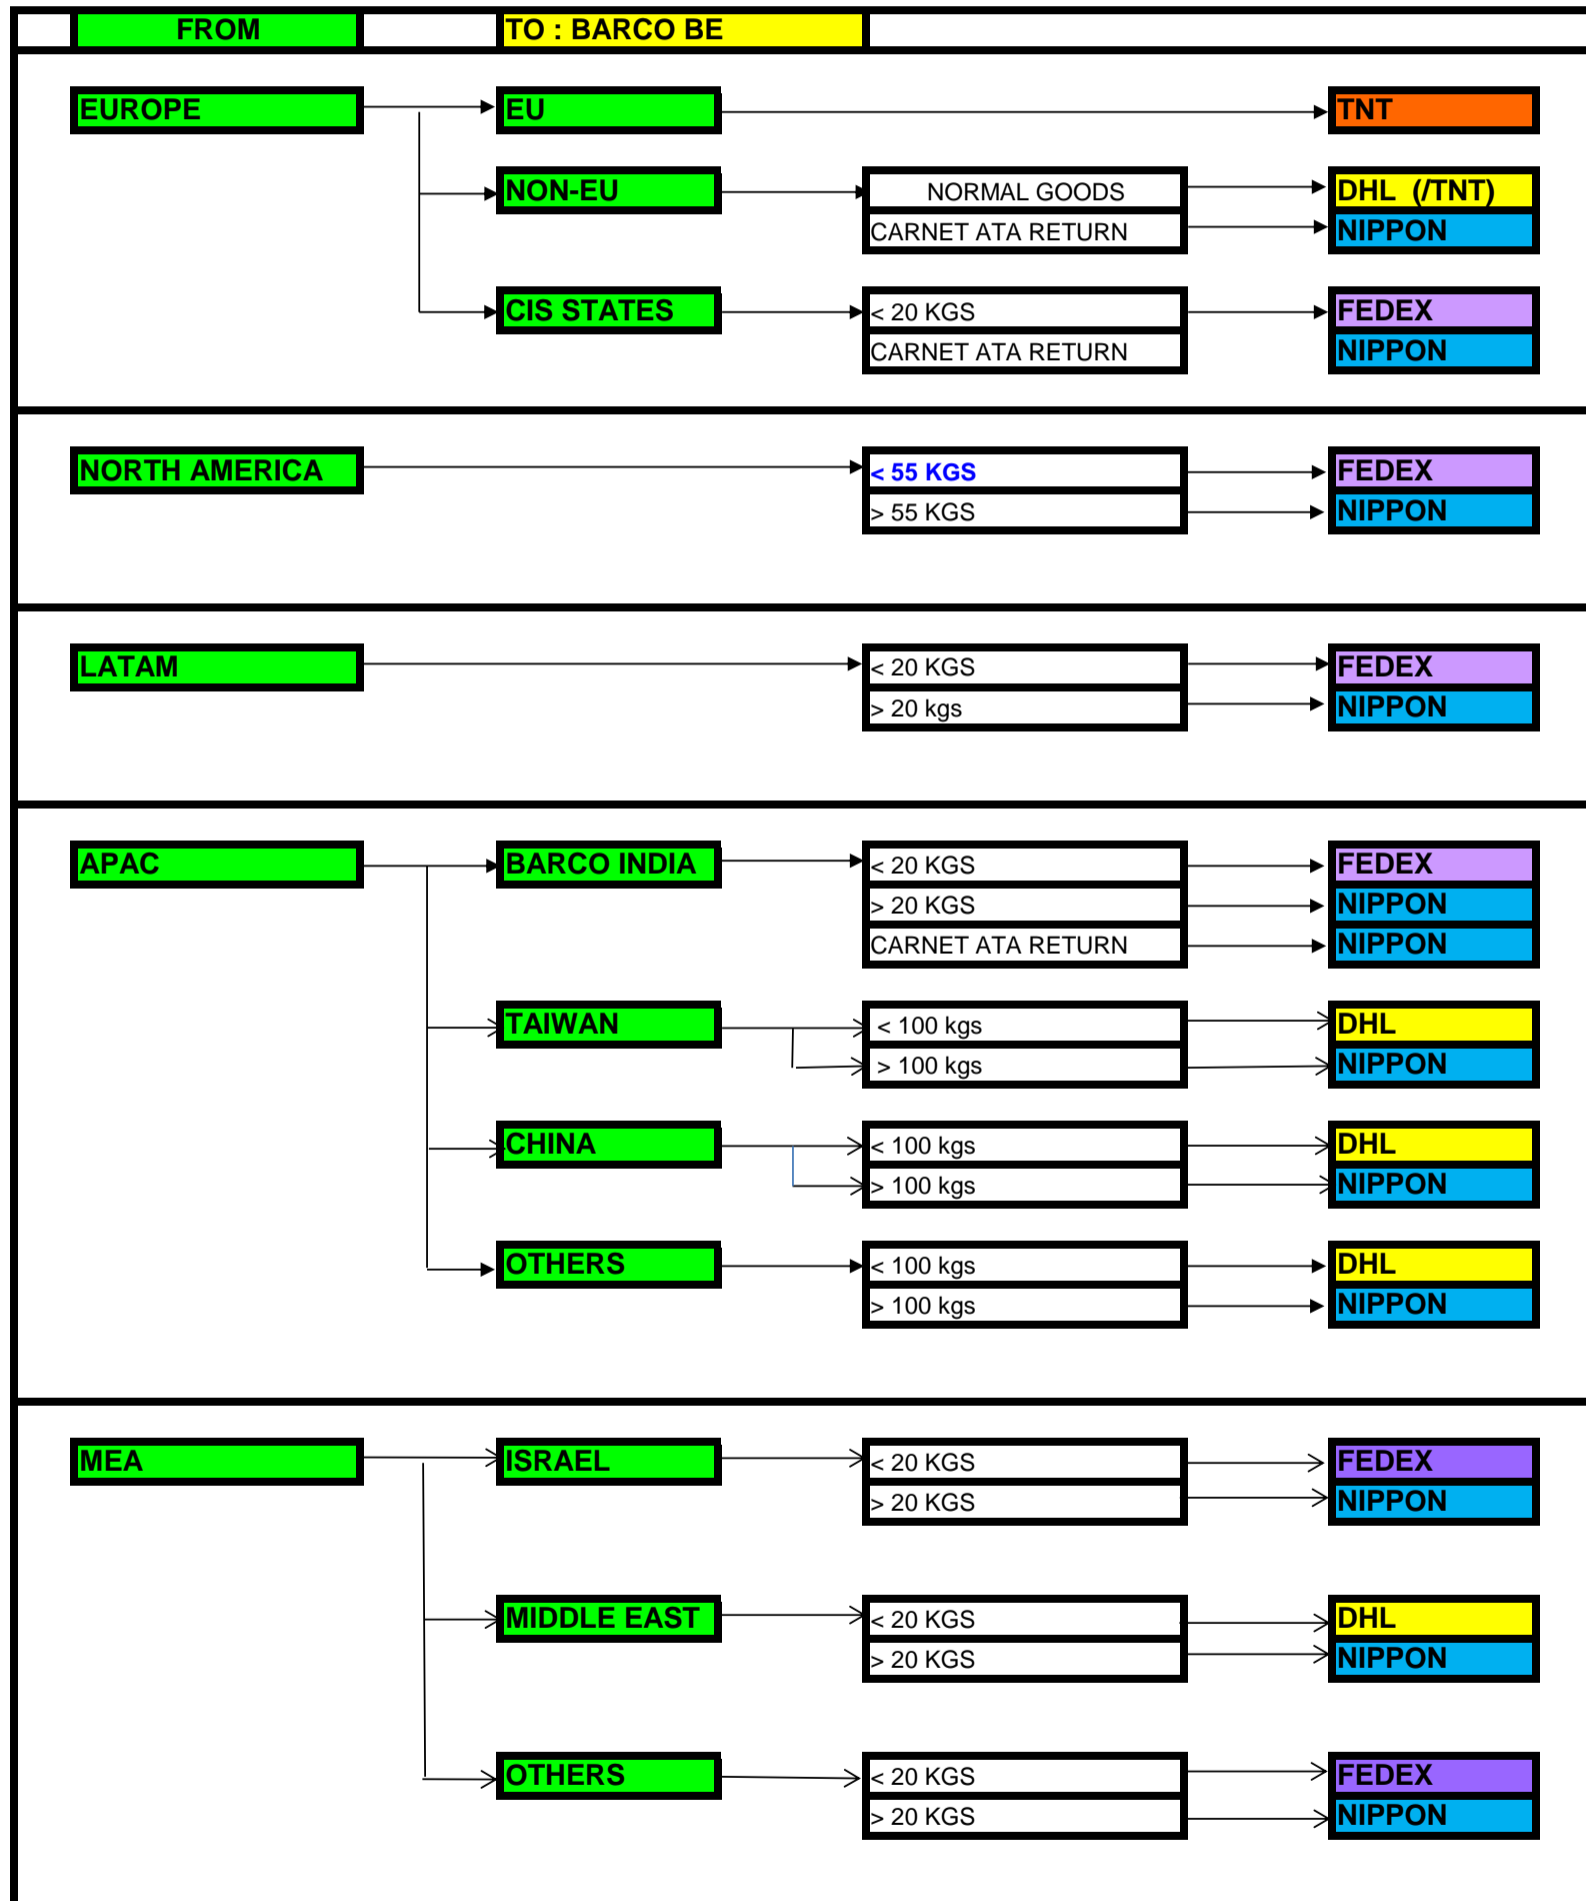 FROM TO : BARCO BE
EUROPE EU TNT
NON-EU NORMAL GOODS DHL (/TNT)
CARNET ATA RETURN NIPPON
CIS STATES < 20 KGS FEDEX
CARNET ATA RETURN NIPPON
NORTH AMERICA < 55 KGS FEDEX
> 55 KGS NIPPON
LATAM < 20 KGS FEDEX
> 20 kgs NIPPON
APAC BARCO INDIA < 20 KGS FEDEX
> 20 KGS NIPPON
CARNET ATA RETURN NIPPON
TAIWAN < 100 kgs DHL
> 100 kgs NIPPON
CHINA < 100 kgs DHL
> 100 kgs NIPPON
OTHERS < 100 kgs DHL
> 100 kgs NIPPON
MEA ISRAEL < 20 KGS FEDEX
> 20 KGS NIPPON
MIDDLE EAST < 20 KGS DHL
> 20 KGS NIPPON
OTHERS < 20 KGS FEDEX
> 20 KGS NIPPON